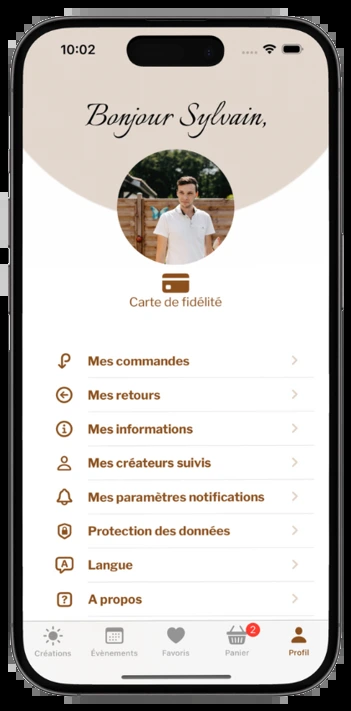 10:02
Bonjour Sylvain,
Carte de fidélité
Mes commandes
Mes retours
Mes informations
Mes créateurs suivis
Mes paramètres notifications
Protection des données
A
Langue
?
A propos
2
Créations
Évènements
Favoris
Panier
Profil